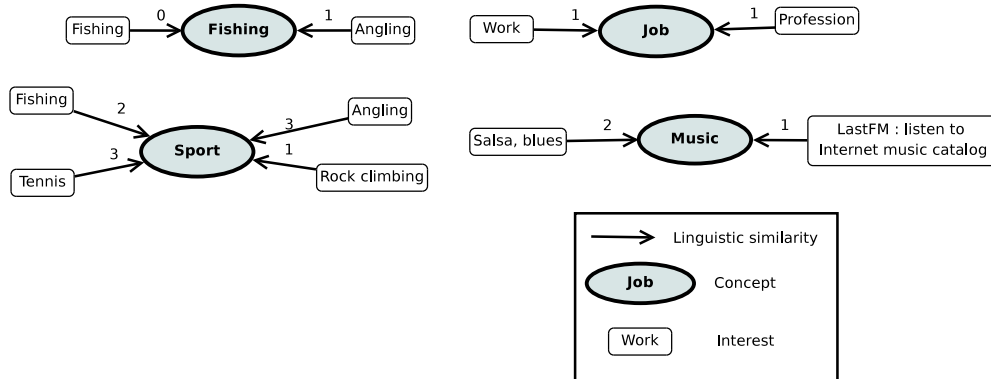 Fishing
0
Fishing
1
Angling
Work
1
Job
1
Profession
Fishing
2
Angling
3
Sport
3
Tennis
1
Rock climbing
Salsa, blues
2
Music
1
LastFM : listen to
Internet music catalog
Linguistic similarity
Job
Concept
Work
Interest